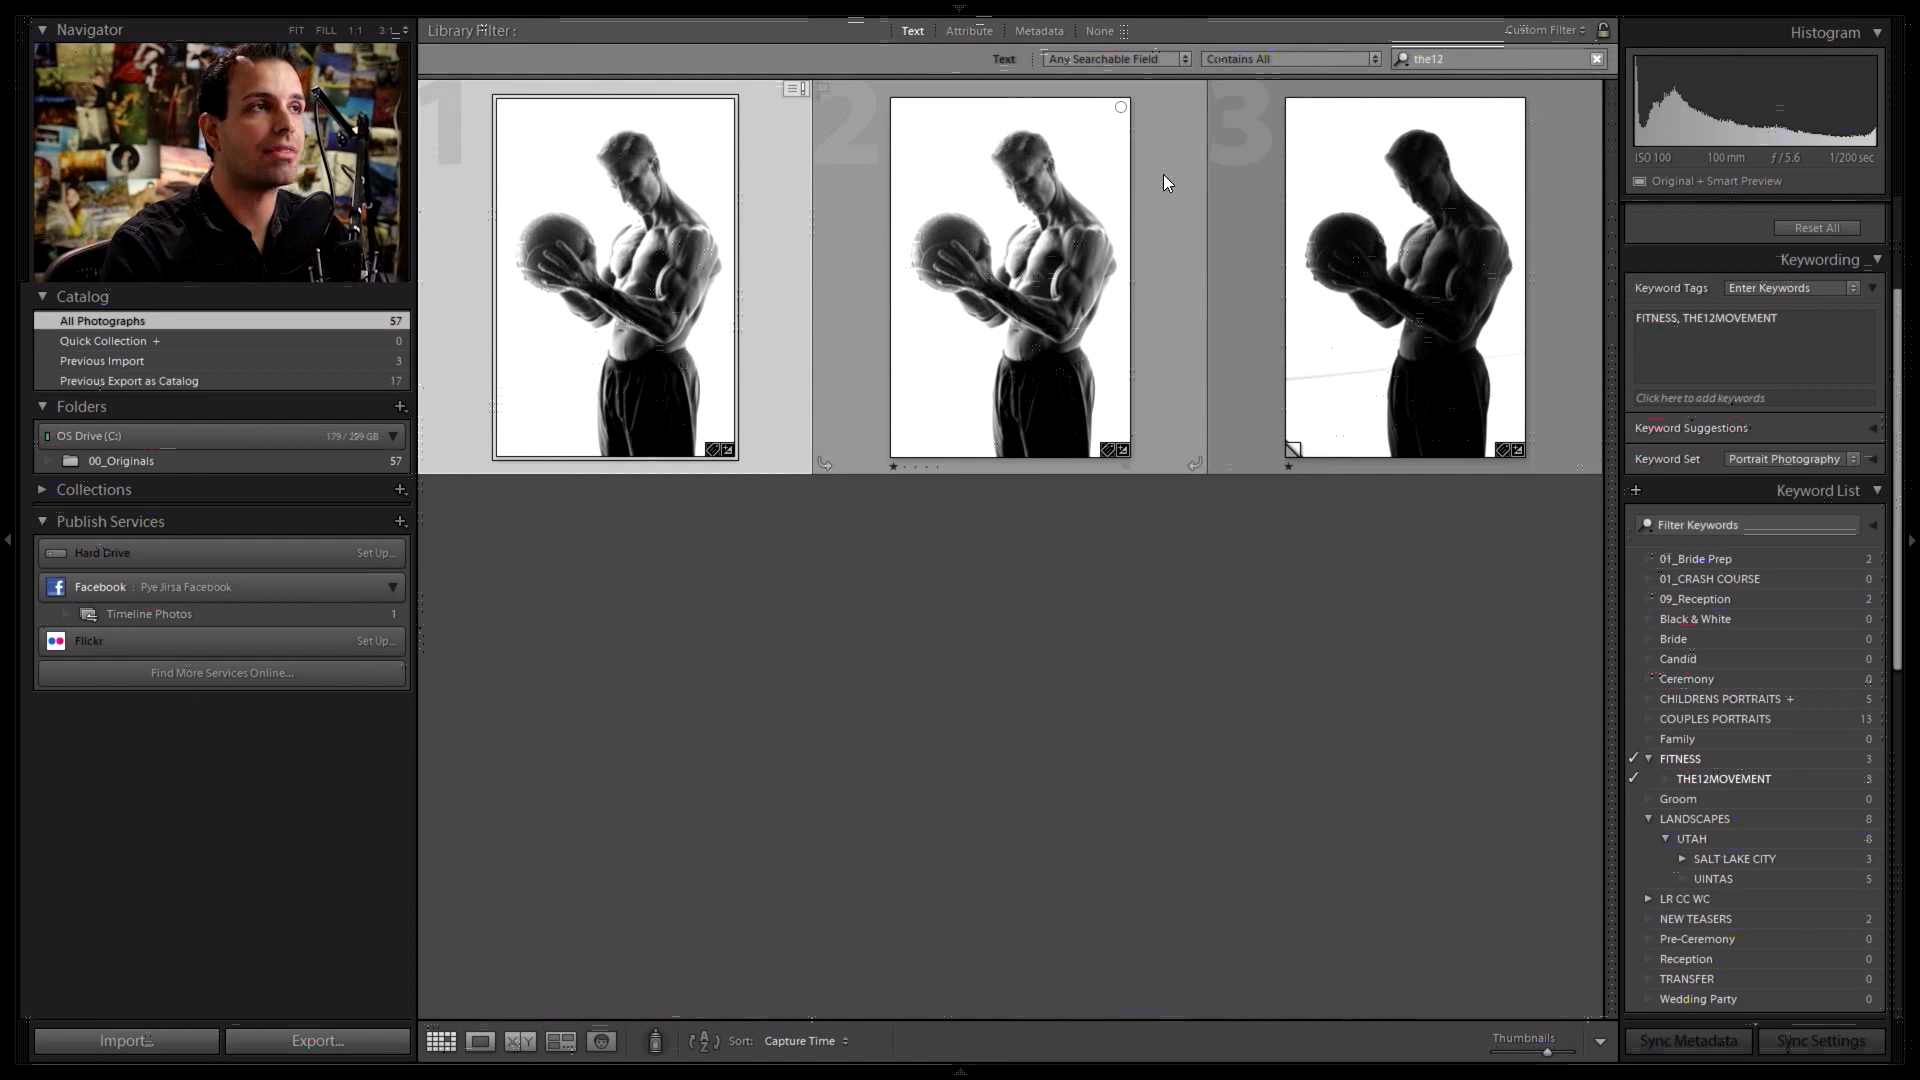 Navigator
FIT FILL 1:1 3:1
Library Filter :
Text Attribute Metadata None
Custom Filter
Histogram
Text Any Searchable Field Contains All the12
1
2
3
ISO 100 100 mm ƒ / 5.6 1/200 sec
Original + Smart Preview
Reset All
Keywording
Keyword Tags Enter Keywords
FITNESS, THE12MOVEMENT
Click here to add keywords
Keyword Suggestions
Keyword Set Portrait Photography
Keyword List
Filter Keywords
01_Bride Prep 2
01_CRASH COURSE 0
09_Reception 2
Black & White 0
Bride 0
Candid 0
Ceremony 0
CHILDRENS PORTRAITS + 5
COUPLES PORTRAITS 13
Family 0
FITNESS 3
THE12MOVEMENT 3
Groom 0
LANDSCAPES 8
UTAH 8
SALT LAKE CITY 3
UINTAS 5
LR CC WC
NEW TEASERS 2
Pre-Ceremony 0
Reception 0
TRANSFER 0
Wedding Party 0
Catalog
All Photographs 57
Quick Collection + 0
Previous Import 3
Previous Export as Catalog 17
Folders
OS Drive (C:) 179 / 299 GB
00_Originals 57
Collections
Publish Services
Hard Drive Set Up...
Facebook : Pye Jirsa Facebook
Timeline Photos 1
Flickr Set Up...
Find More Services Online...
Import... Export...
X Y
Sort: Capture Time
Thumbnails
Sync Metadata Sync Settings